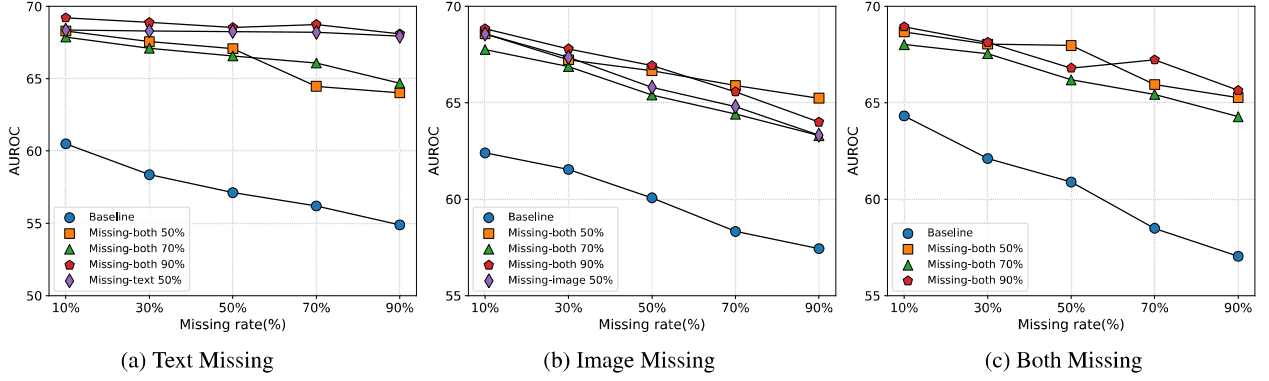 70
65
60
55
50
AUROC
10% 30% 50% 70% 90%
Missing rate(%)
Baseline
Missing-both 50%
Missing-both 70%
Missing-both 90%
Missing-text 50%
(a) Text Missing
70
65
60
55
AUROC
10% 30% 50% 70% 90%
Missing rate(%)
Baseline
Missing-both 50%
Missing-both 70%
Missing-both 90%
Missing-image 50%
(b) Image Missing
70
65
60
55
AUROC
10% 30% 50% 70% 90%
Missing rate(%)
Baseline
Missing-both 50%
Missing-both 70%
Missing-both 90%
(c) Both Missing